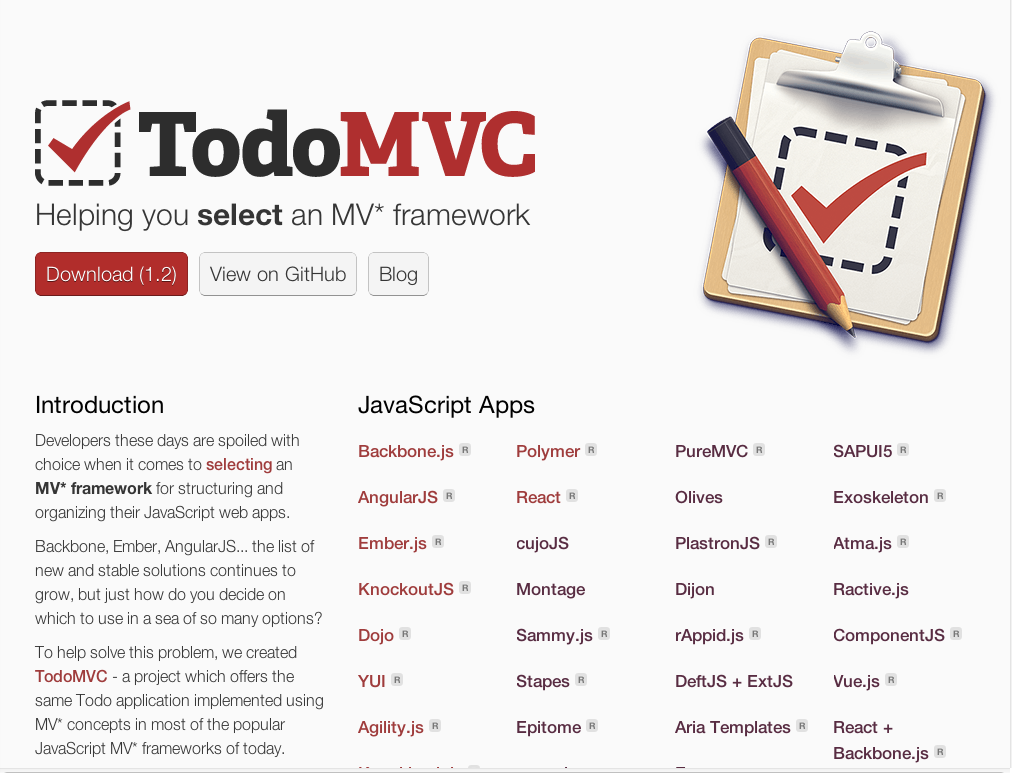 TodoMVC
Helping you select an MV* framework
Download (1.2)
View on GitHub
Blog
Introduction
Developers these days are spoiled with
choice when it comes to selecting an
MV* framework for structuring and
organizing their JavaScript web apps.
Backbone, Ember, AngularJS... the list of
new and stable solutions continues to
grow, but just how do you decide on
which to use in a sea of so many options?
To help solve this problem, we created
TodoMVC - a project which offers the
same Todo application implemented using
MV* concepts in most of the popular
JavaScript MV* frameworks of today.
JavaScript Apps
Backbone.js R
AngularJS R
Ember.js R
KnockoutJS R
Dojo R
YUI R
Agility.js R
Polymer R
React R
cujoJS
Montage
Sammy.js R
Stapes R
Epitome R
PureMVC R
Olives
PlastronJS R
Dijon
rAppid.js R
DeftJS + ExtJS
Aria Templates R
SAPUI5 R
Exoskeleton R
Atma.js R
Ractive.js
ComponentJS R
Vue.js R
React +
Backbone.js R